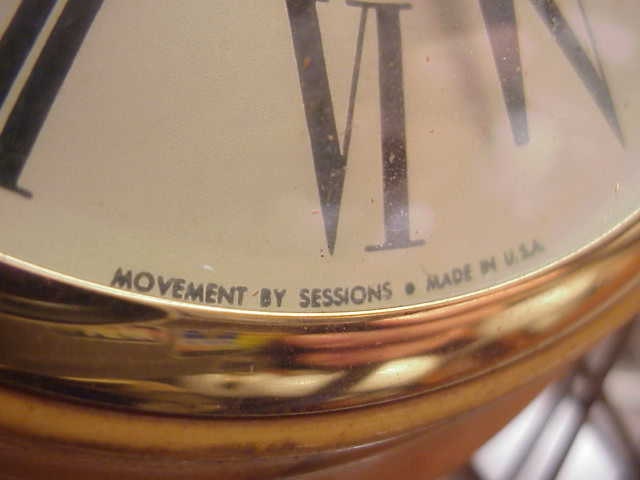 VI
MOVEMENT BY SESSIONS • MADE IN U.S.A.